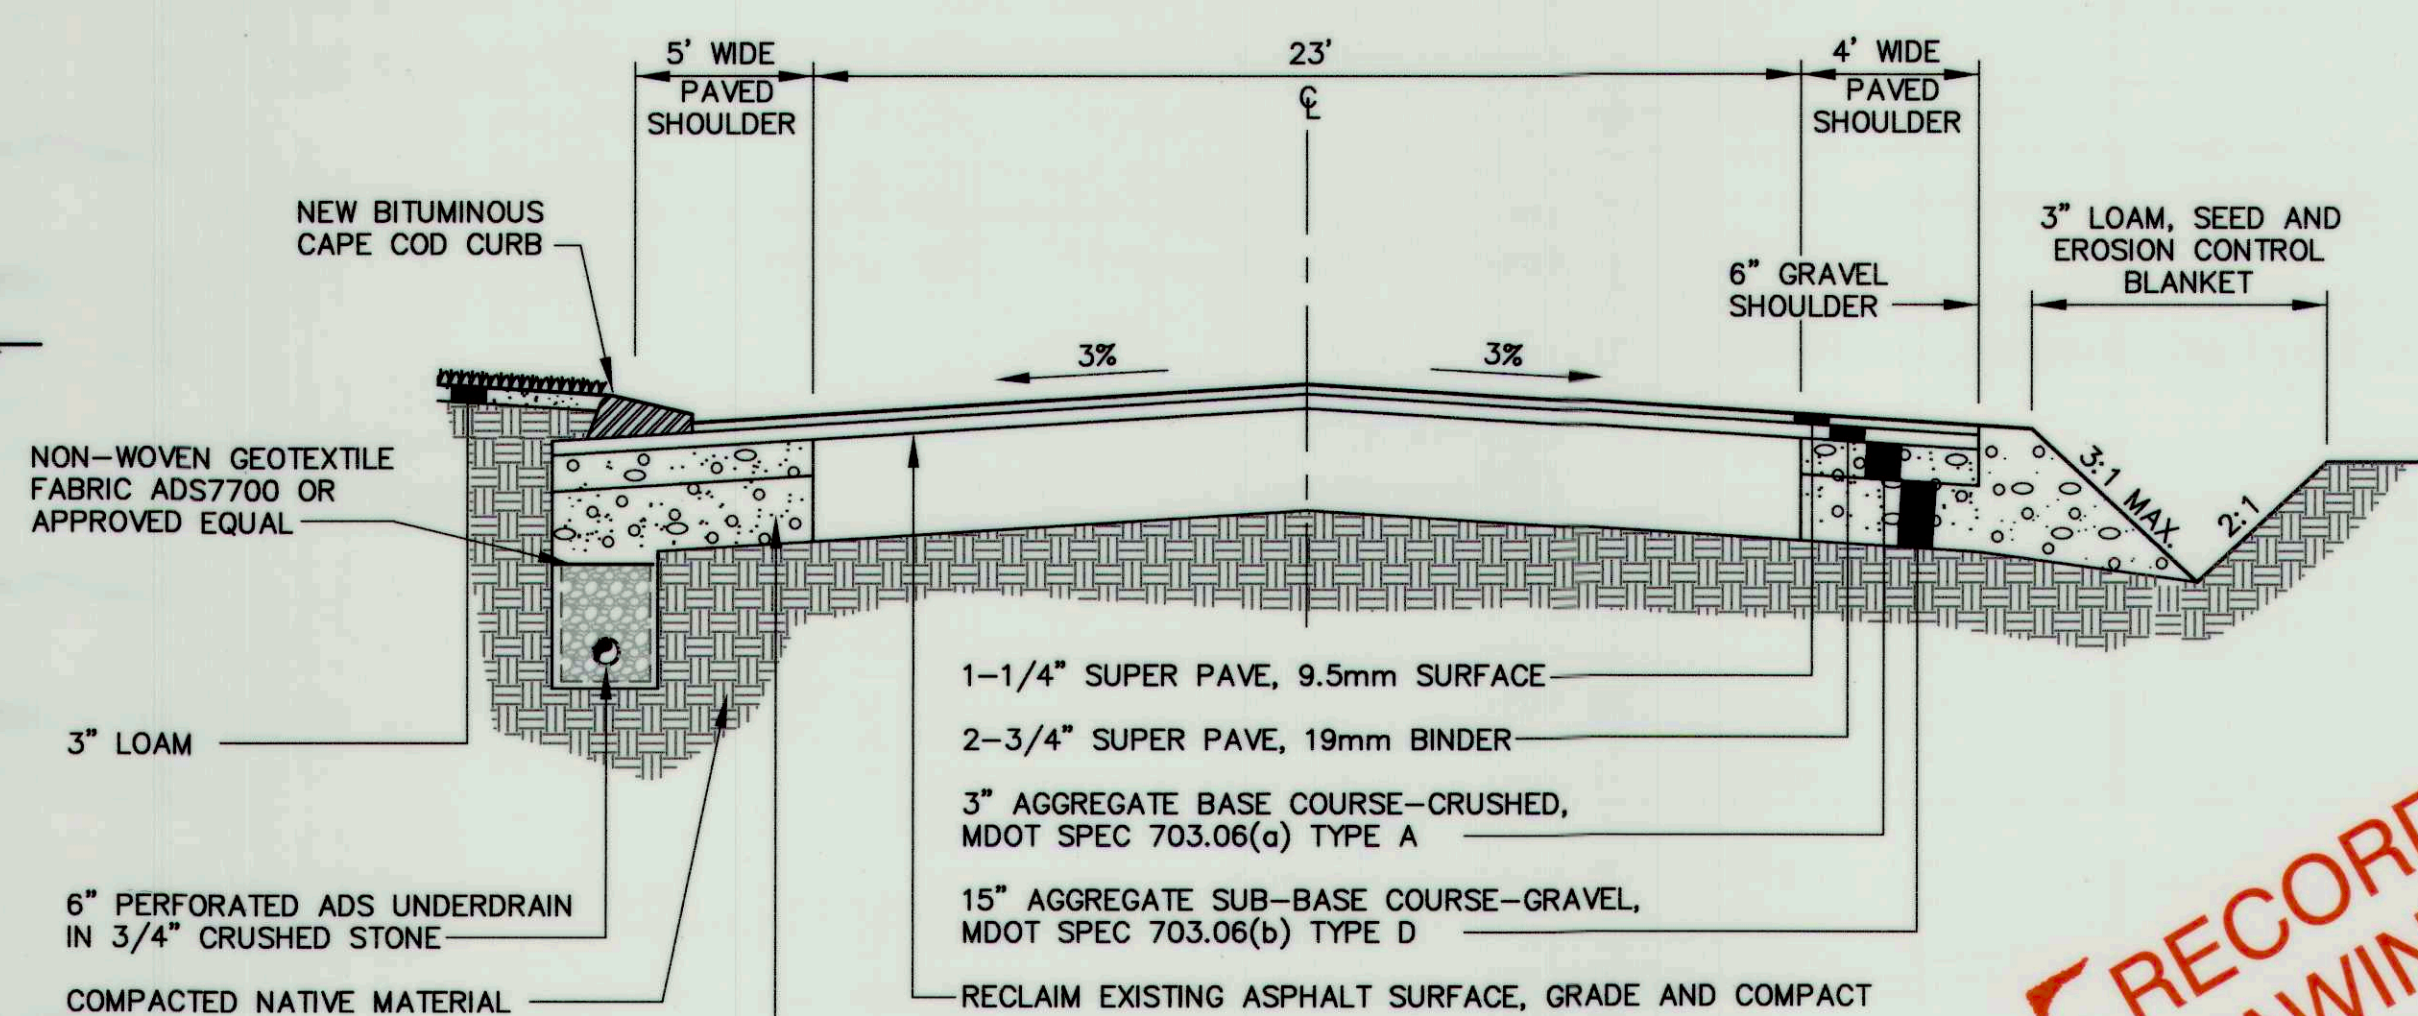 5' WIDE
PAVED
SHOULDER
23'
℄
4' WIDE
PAVED
SHOULDER
NEW BITUMINOUS
CAPE COD CURB
6" GRAVEL
SHOULDER
3" LOAM, SEED AND
EROSION CONTROL
BLANKET
3%
3%
NON-WOVEN GEOTEXTILE
FABRIC ADS7700 OR
APPROVED EQUAL
3:1 MAX.
2:1
3" LOAM
6" PERFORATED ADS UNDERDRAIN
IN 3/4" CRUSHED STONE
COMPACTED NATIVE MATERIAL
1-1/4" SUPER PAVE, 9.5mm SURFACE
2-3/4" SUPER PAVE, 19mm BINDER
3" AGGREGATE BASE COURSE-CRUSHED,
MDOT SPEC 703.06(a) TYPE A
15" AGGREGATE SUB-BASE COURSE-GRAVEL,
MDOT SPEC 703.06(b) TYPE D
RECLAIM EXISTING ASPHALT SURFACE, GRADE AND COMPACT
RECOR